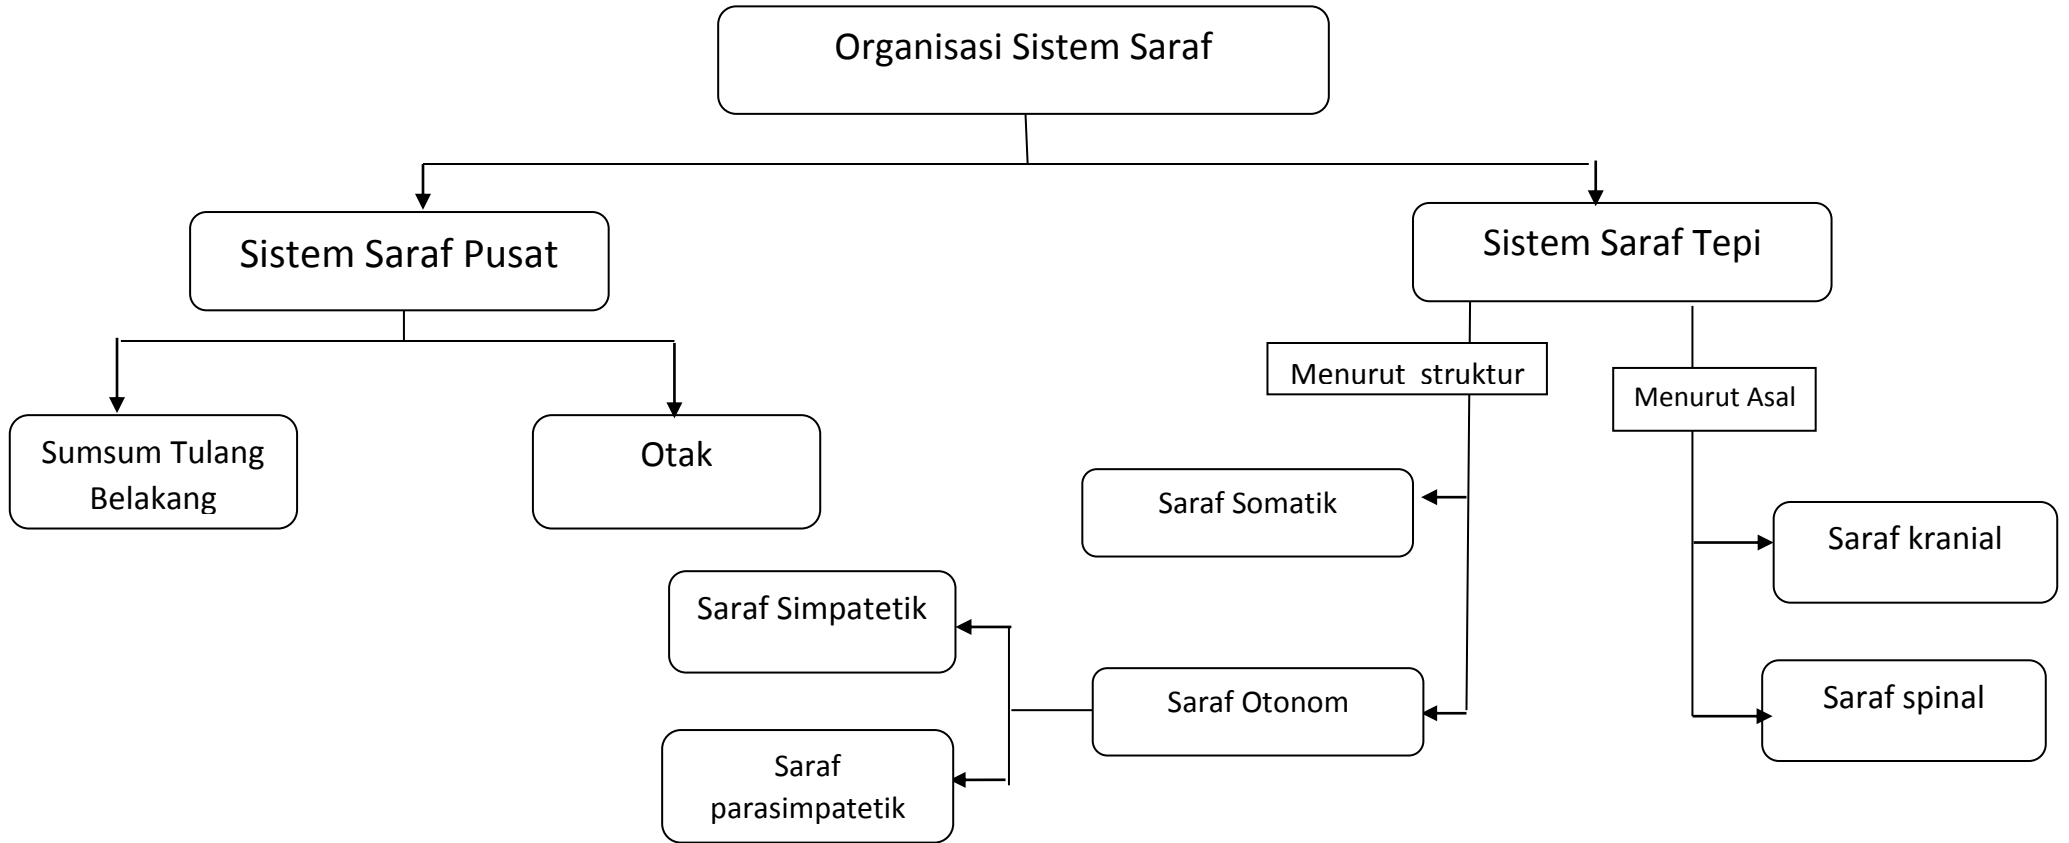 Organisasi Sistem Saraf
Sistem Saraf Pusat
Sistem Saraf Tepi
Menurut struktur
Menurut Asal
Sumsum Tulang
Belakang
Otak
Saraf Somatik
Saraf kranial
Saraf Simpatetik
Saraf Otonom
Saraf spinal
Saraf
parasimpatetik